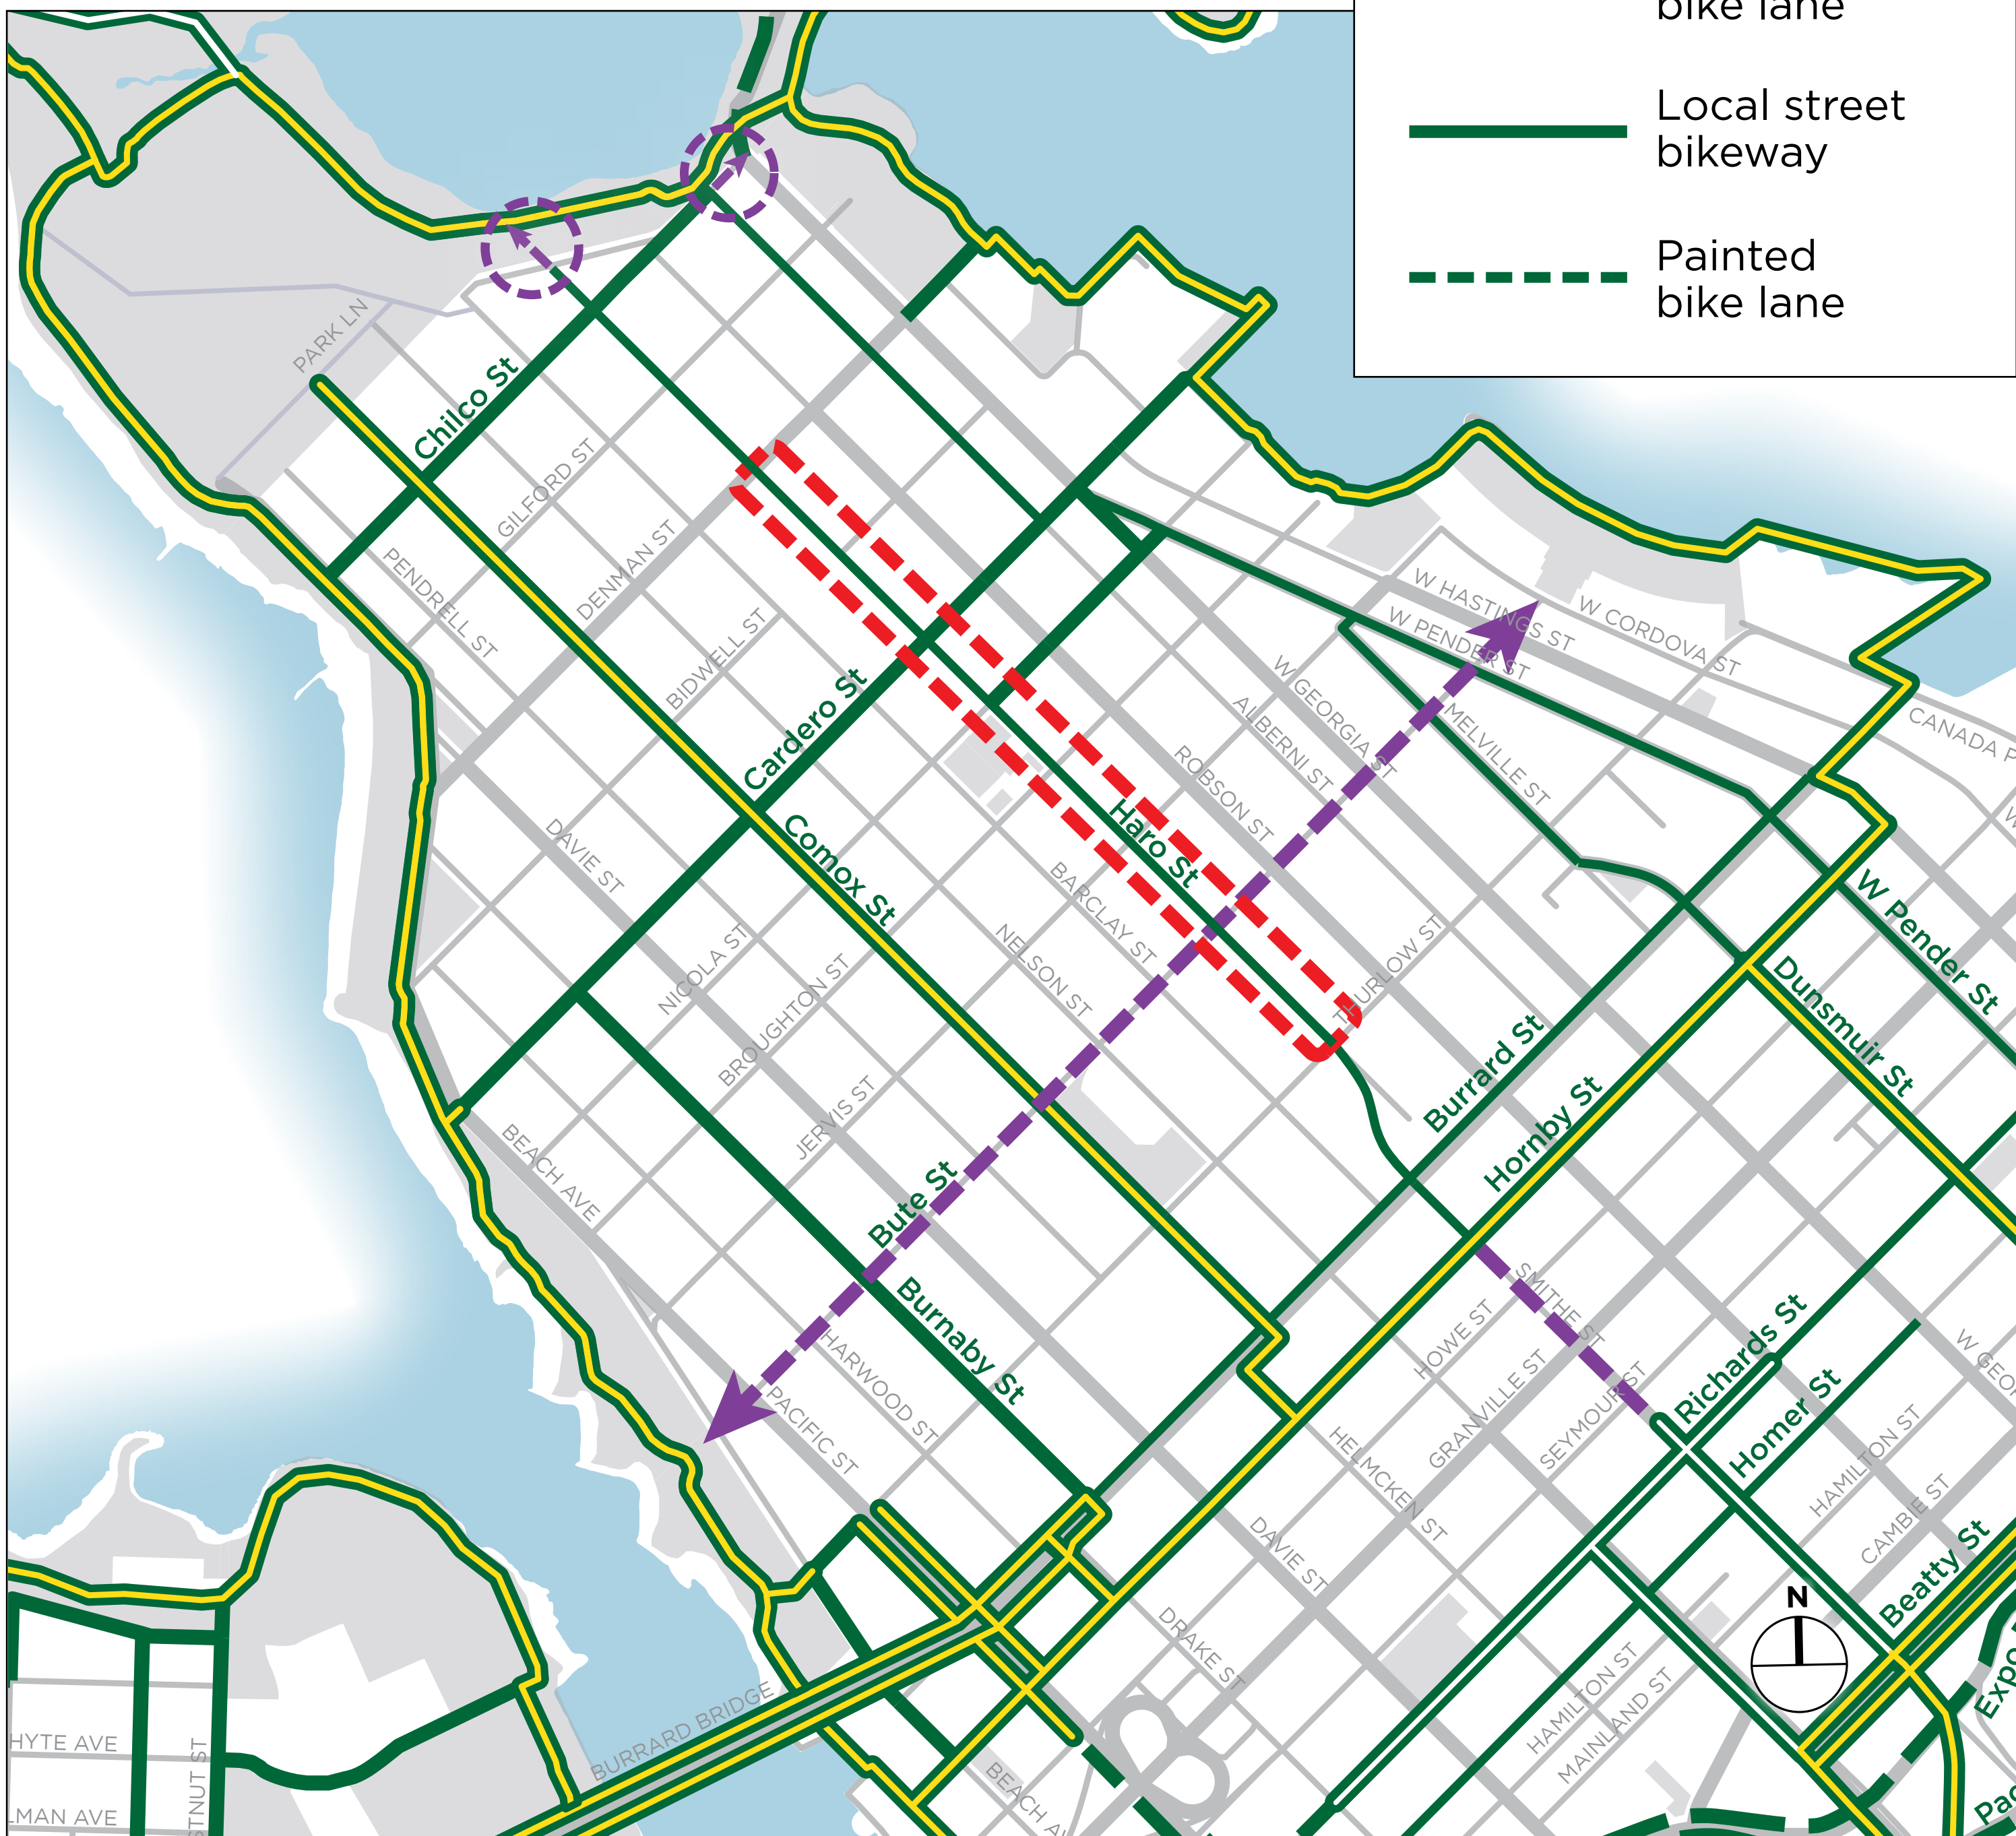 bike lane
Local street
bikeway
Painted
bike lane
PARK LN
Chilco St
GILFORD ST
DENMAN ST
PENDRELL ST
BIDWELL ST
Cardero St
W HASTINGS ST
W CORDOVA ST
W PENDER ST
CANADA P
W GEORGIA ST
ALBERNI ST
MELVILLE ST
ROBSON ST
Haro St
Comox St
DAVIE ST
BARCLAY ST
NELSON ST
NICOLA ST
BROUGHTON ST
THURLOW ST
W Pender St
Dunsmuir St
Burrard St
Hornby St
JERVIS ST
BEACH AVE
Bute St
Burnaby St
SMITHE ST
HOWE ST
Richards St
W GEO
HARWOOD ST
PACIFIC ST
GRANVILLE ST
SEYMOUR ST
Homer St
HAMILTON ST
HELMCKEN ST
CAMBIE ST
DAVIE ST
Beatty St
N
DRAKE ST
HAMILTON ST
MAINLAND ST
Expo
BURRARD BRIDGE
HYTE AVE
STNUT ST
BEACH AV
LMAN AVE
Pac